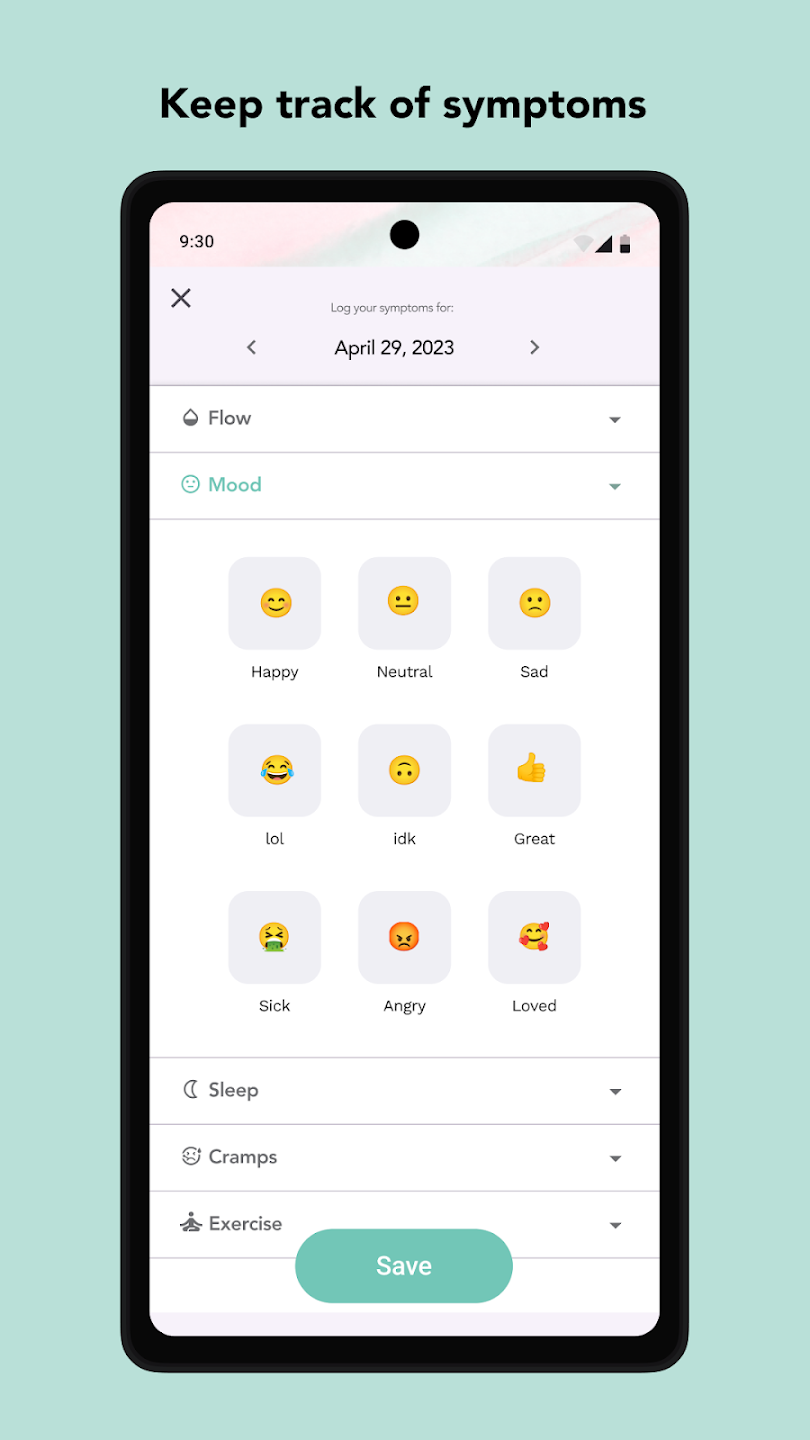 Keep track of symptoms
9:30
Log your symptoms for:
April 29, 2023
Flow
Mood
Happy Neutral Sad
lol idk Great
Sick Angry Loved
Sleep
Cramps
Exercise
Save